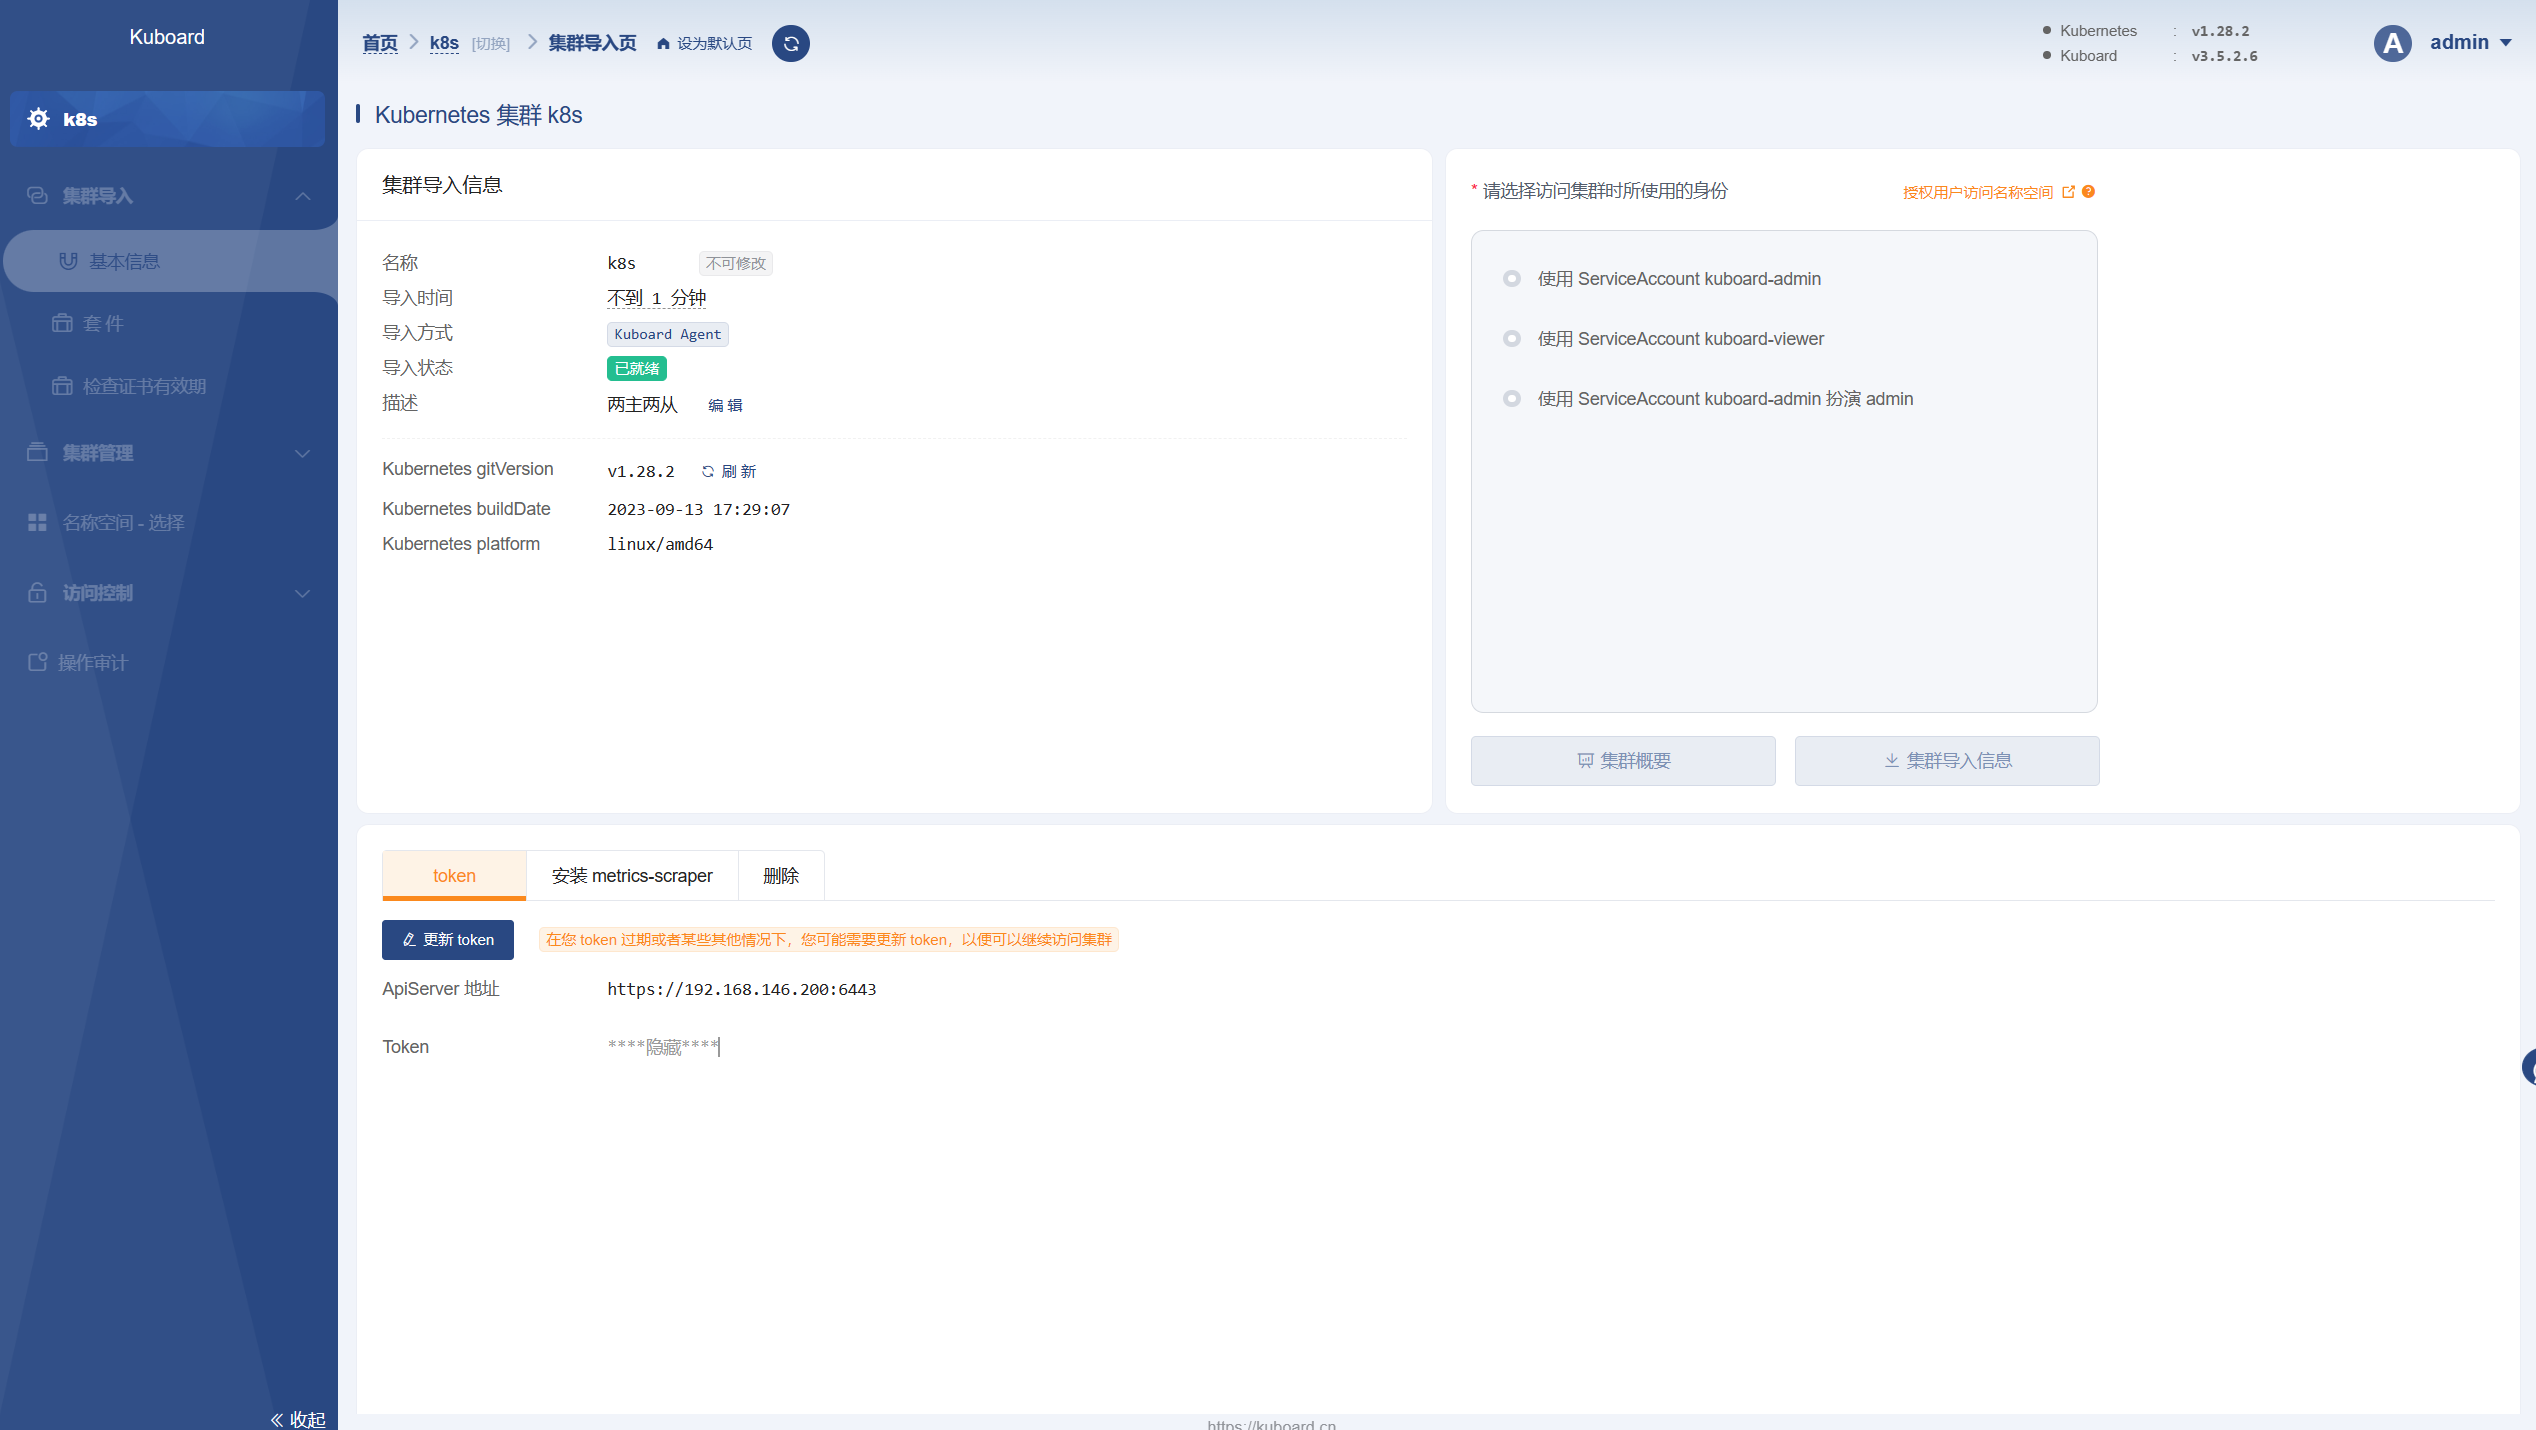 Kuboard
k8s
集群导入
基本信息
套件
检查证书有效期
集群管理
名称空间 - 选择
访问控制
操作审计
收起
首页 k8s [切换] 集群导入页 设为默认页
Kubernetes : v1.28.2
Kuboard : v3.5.2.6
A admin
Kubernetes 集群 k8s
集群导入信息
名称 k8s 不可修改
导入时间 不到 1 分钟
导入方式 Kuboard Agent
导入状态 已就绪
描述 两主两从 编 辑
Kubernetes gitVersion v1.28.2 刷 新
Kubernetes buildDate 2023-09-13 17:29:07
Kubernetes platform linux/amd64
* 请选择访问集群时所使用的身份 授权用户访问名称空间
使用 ServiceAccount kuboard-admin
使用 ServiceAccount kuboard-viewer
使用 ServiceAccount kuboard-admin 扮演 admin
集群概要 集群导入信息
token 安装 metrics-scraper 删除
更新 token 在您 token 过期或者某些其他情况下，您可能需要更新 token，以便可以继续访问集群
ApiServer 地址 https://192.168.146.200:6443
Token ****隐藏****
https://kuboard.cn